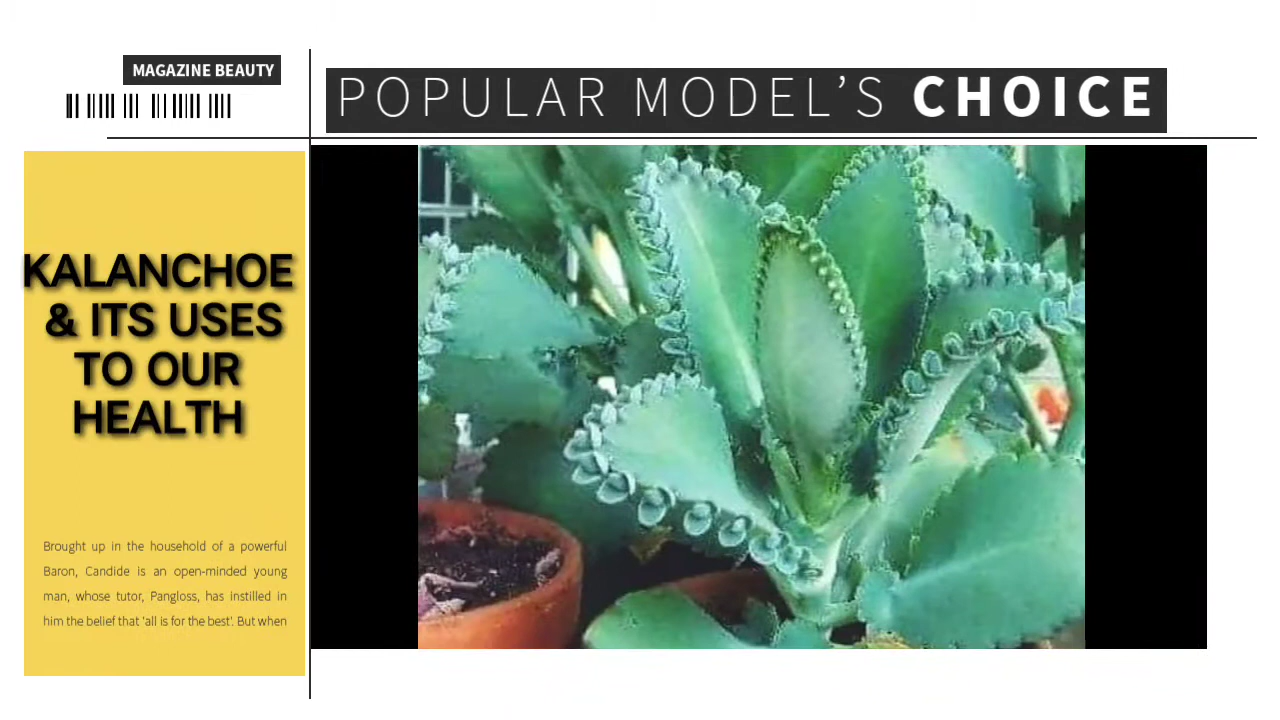 MAGAZINE BEAUTY
POPULAR MODEL’S CHOICE
KALANCHOE
& ITS USES
TO OUR
HEALTH
Brought up in the household of a powerful
Baron, Candide is an open-minded young
man, whose tutor, Pangloss, has instilled in
him the belief that 'all is for the best'. But when